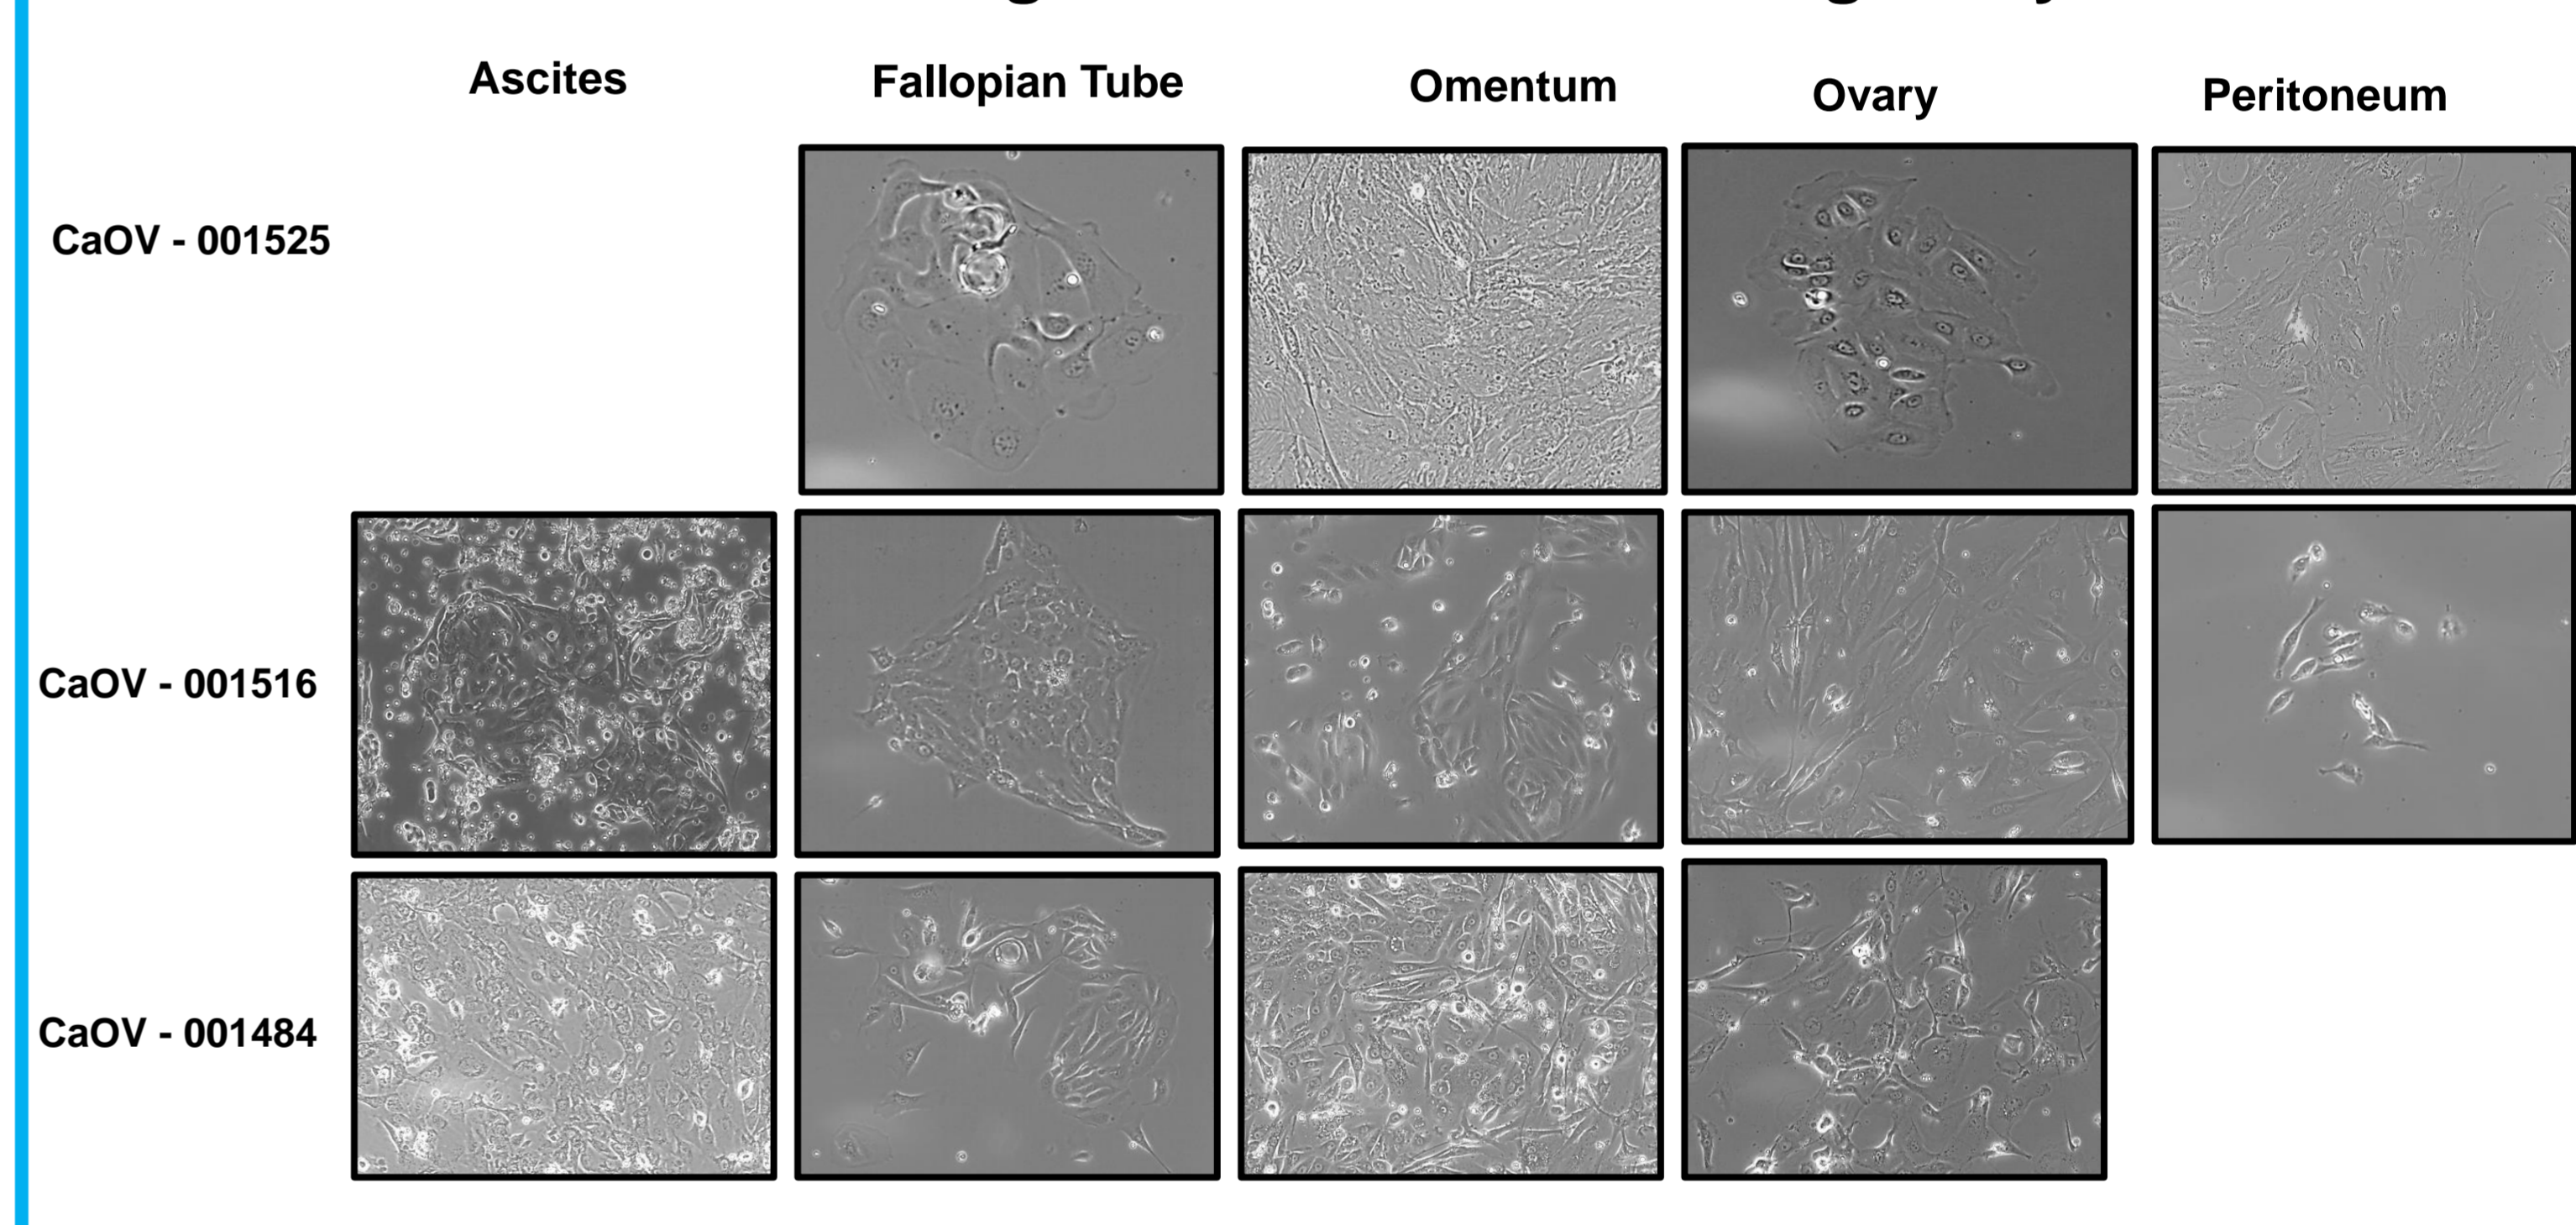 Ascites Fallopian Tube Omentum Ovary Peritoneum
CaOV - 001525
CaOV - 001516
CaOV - 001484